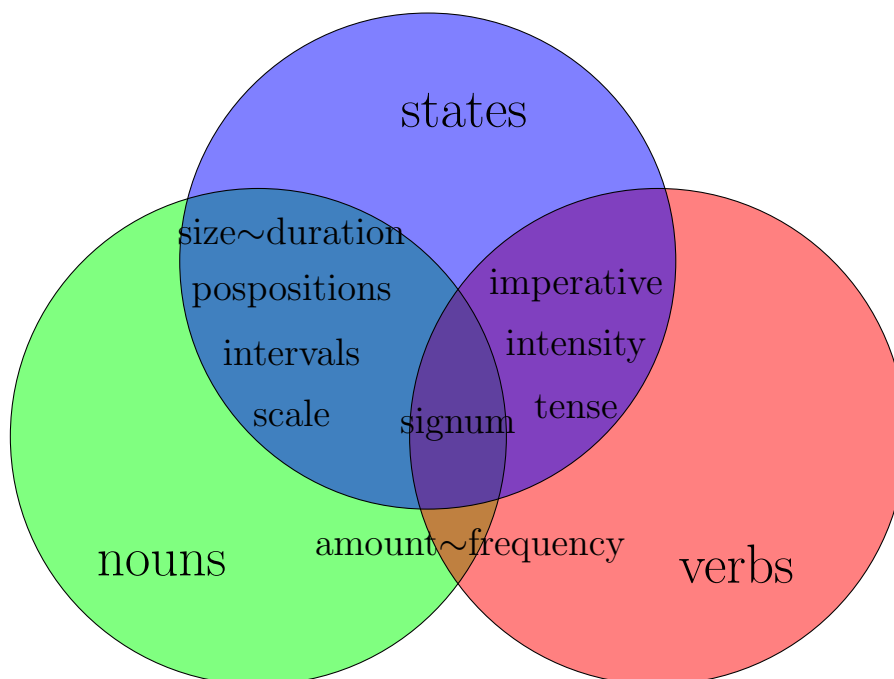 states
size~duration
pospositions
imperative
intervals
intensity
scale
signum
tense
amount~frequency
nouns
verbs